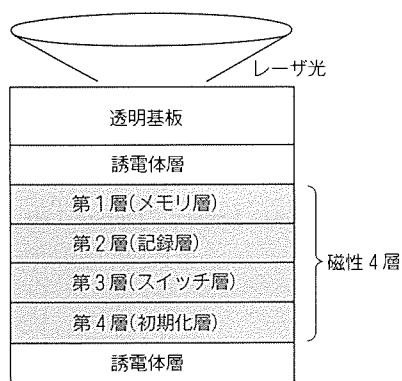 レーザ光
透明基板
誘電体層
第1層(メモリ層)
第2層(記録層)
第3層(スイッチ層)
第4層(初期化層)
磁性4層
誘電体層